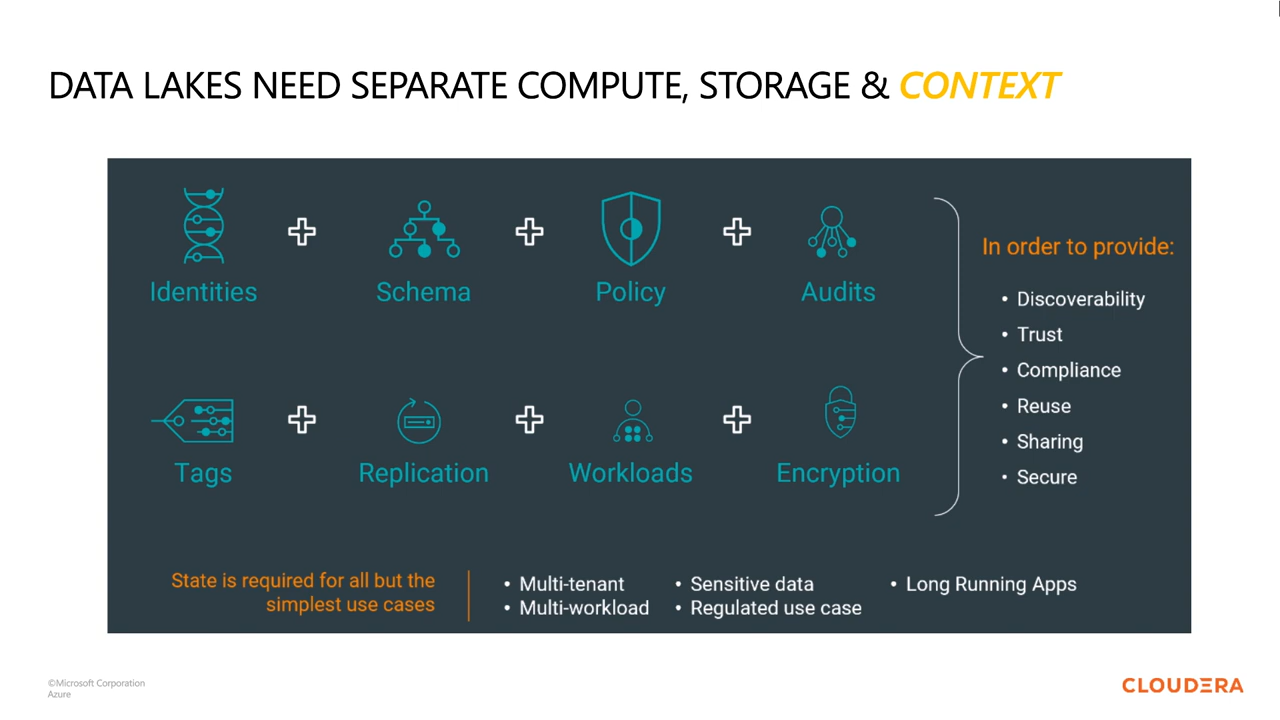 DATA LAKES NEED SEPARATE COMPUTE, STORAGE & CONTEXT
Identities
Schema
Policy
Audits
Tags
Replication
Workloads
Encryption
In order to provide:
• Discoverability
• Trust
• Compliance
• Reuse
• Sharing
• Secure
State is required for all but the
simplest use cases
• Multi-tenant
• Multi-workload
• Sensitive data
• Regulated use case
• Long Running Apps
©Microsoft Corporation
Azure
CLOUDERA